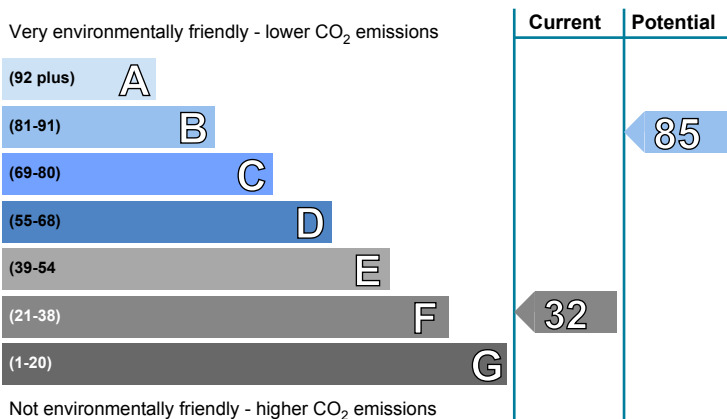 Current Potential
Very environmentally friendly - lower CO2 emissions
(92 plus) A
(81-91) B
85
(69-80) C
(55-68) D
(39-54 E
(21-38) F
32
(1-20) G
Not environmentally friendly - higher CO2 emissions